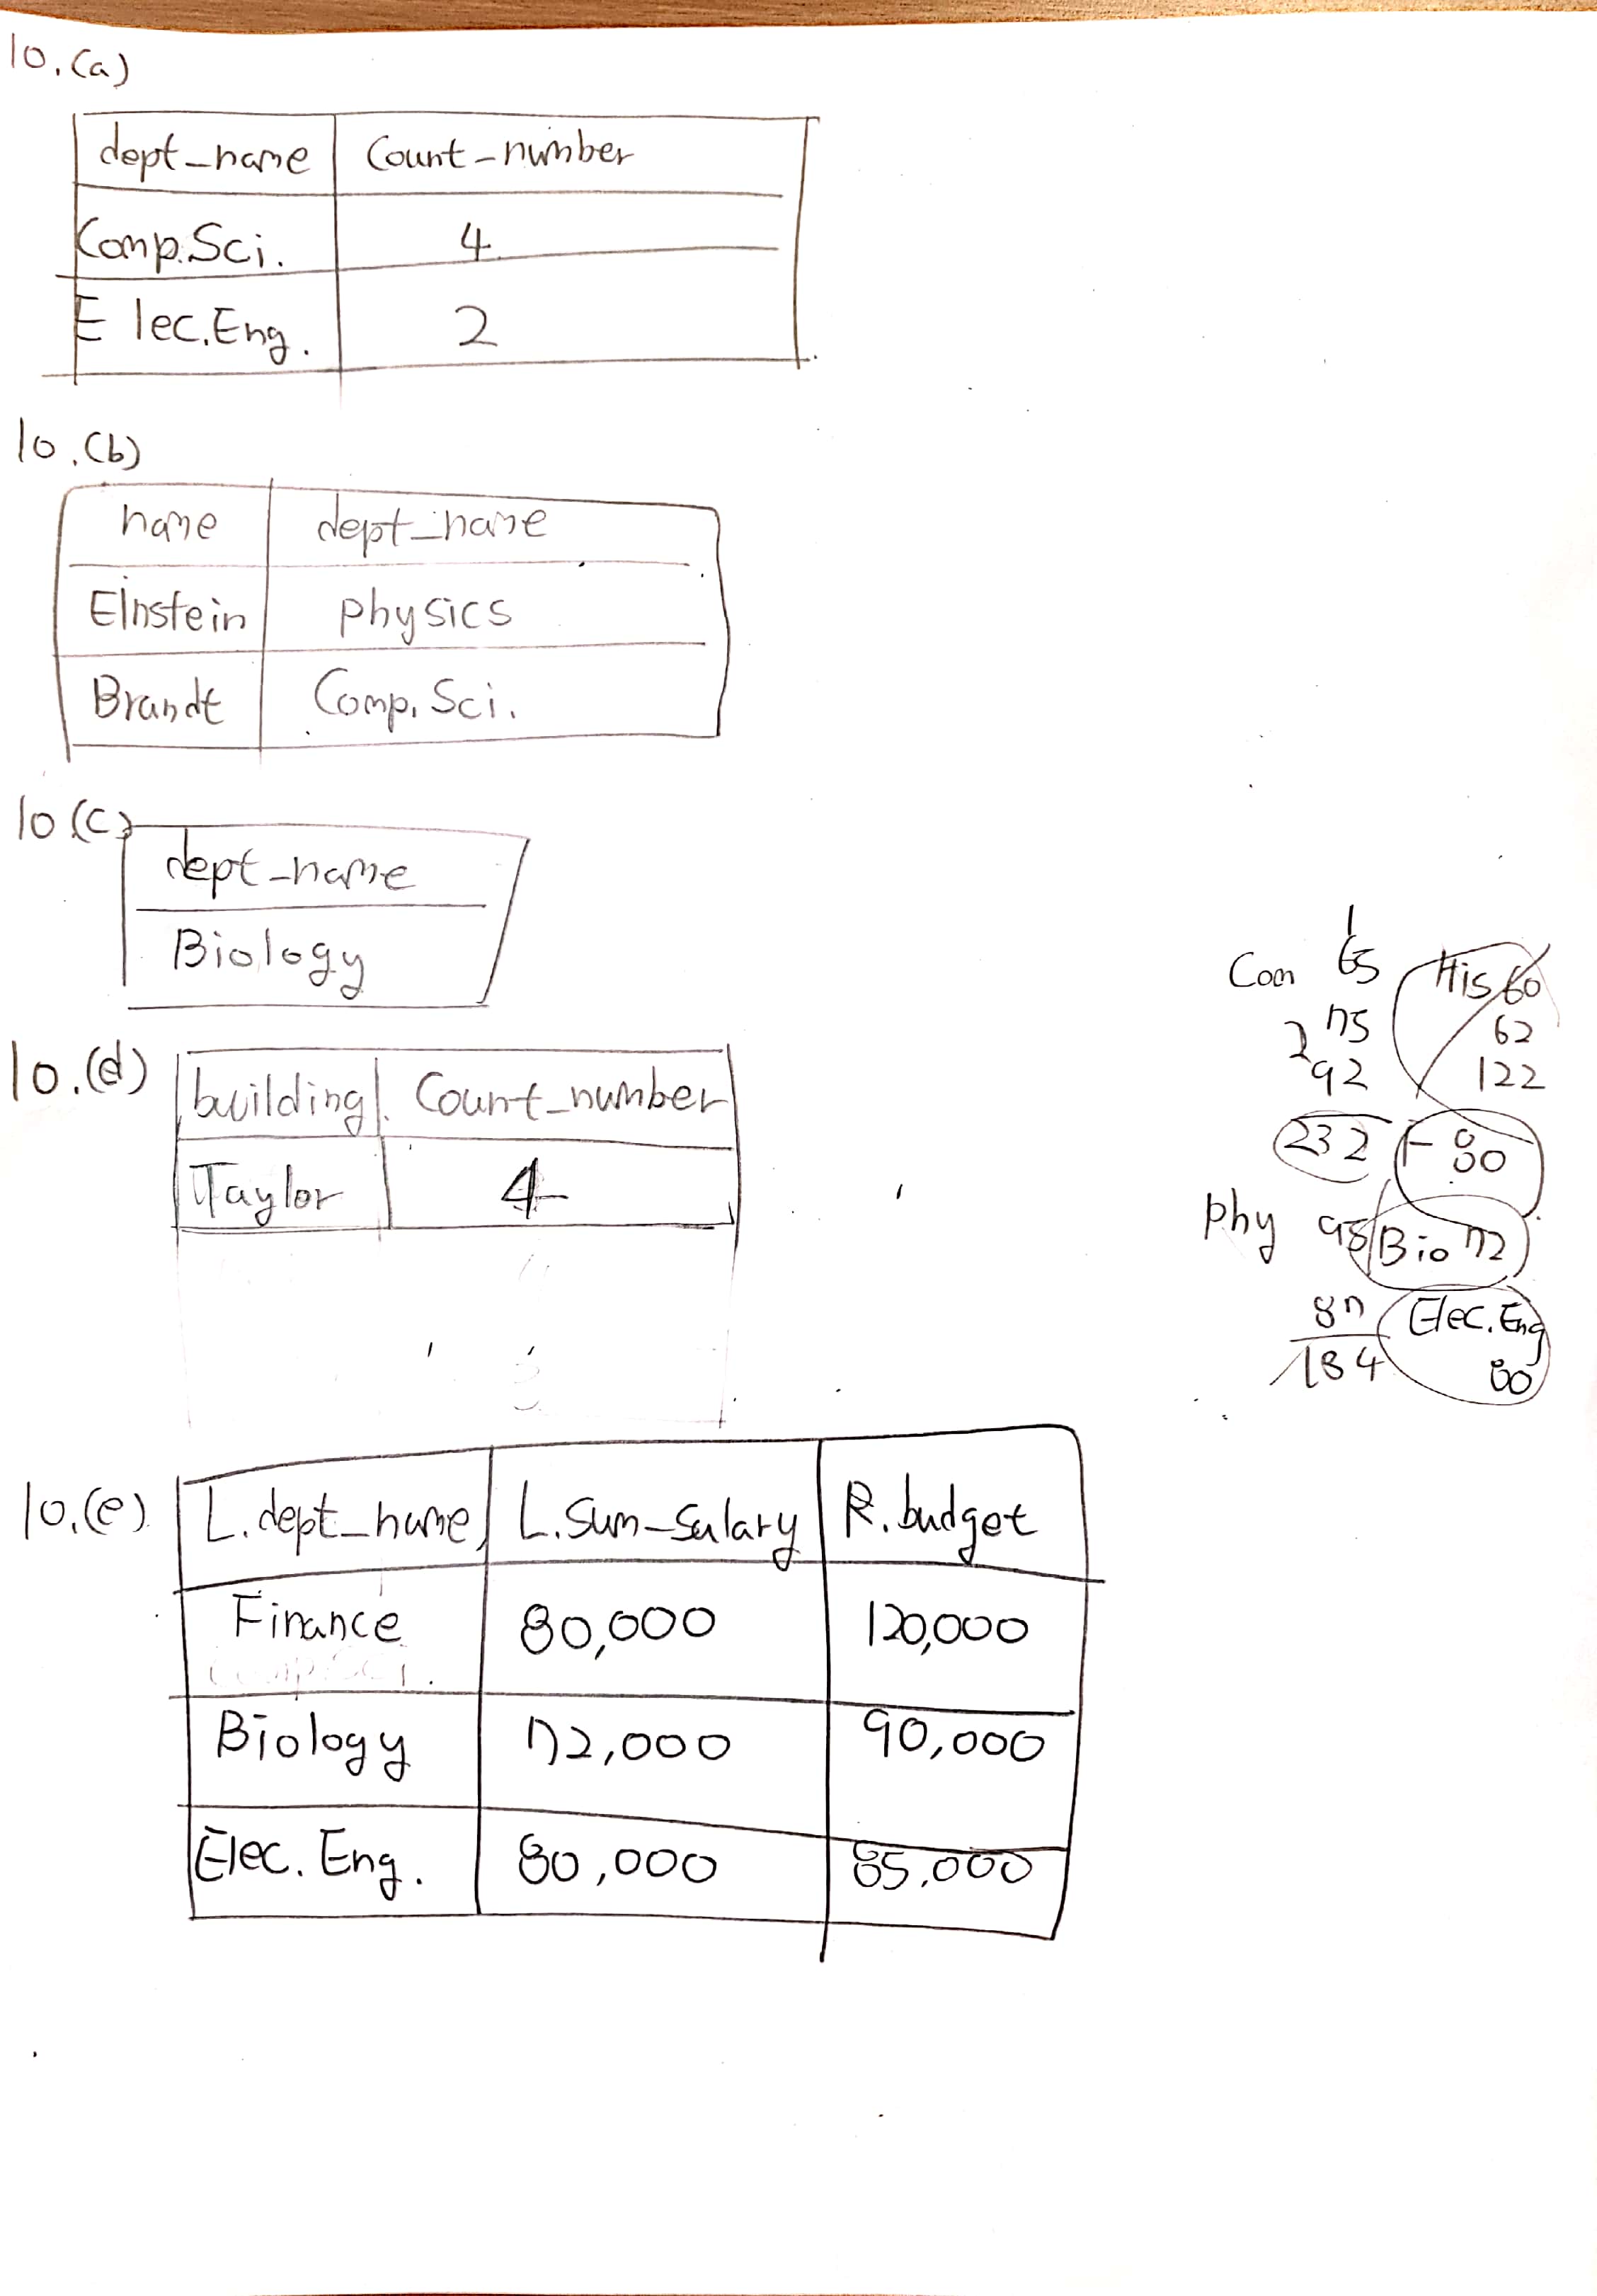 10.(a)
dept_name Count-number
Comp.Sci. 4
Elec.Eng. 2
10.(b)
name dept_name
Einstein physics
Brandt Comp.Sci.
10(c)
dept_name
Biology
10.(d)
building Count_number
Taylor 4
10.(e)
L.dept_name L.sum_salary R.budget
Finance 80,000 120,000
Biology 72,000 90,000
Elec. Eng. 80,000 85,000
Com 65
75
92
232
phy 95
87
184
His 60
62
122
F 80
Bio 72
Elec.Eng
80